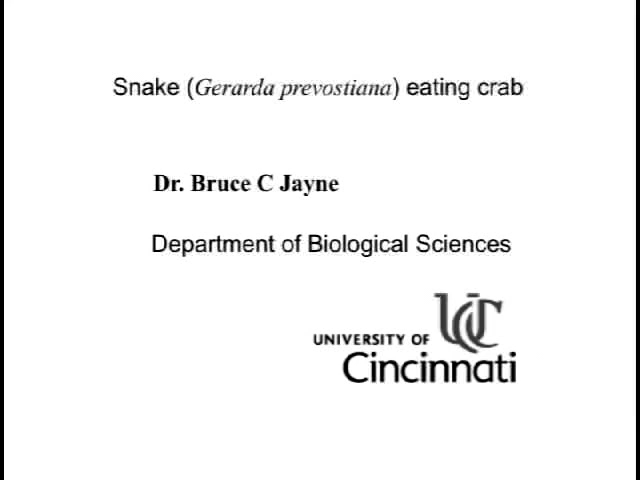 Snake (Gerarda prevostiana) eating crab
Dr. Bruce C Jayne
Department of Biological Sciences
UC
UNIVERSITY OF
Cincinnati